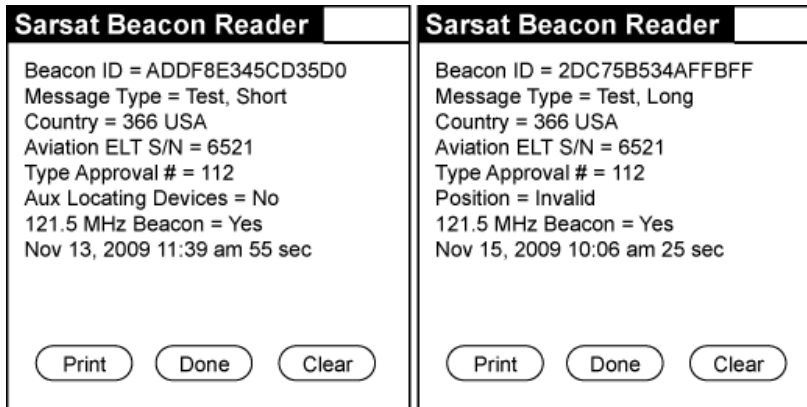 Sarsat Beacon Reader
Beacon ID = ADDF8E345CD35D0
Message Type = Test, Short
Country = 366 USA
Aviation ELT S/N = 6521
Type Approval # = 112
Aux Locating Devices = No
121.5 MHz Beacon = Yes
Nov 13, 2009 11:39 am 55 sec
Print Done Clear
Sarsat Beacon Reader
Beacon ID = 2DC75B534AFFBFF
Message Type = Test, Long
Country = 366 USA
Aviation ELT S/N = 6521
Type Approval # = 112
Position = Invalid
121.5 MHz Beacon = Yes
Nov 15, 2009 10:06 am 25 sec
Print Done Clear